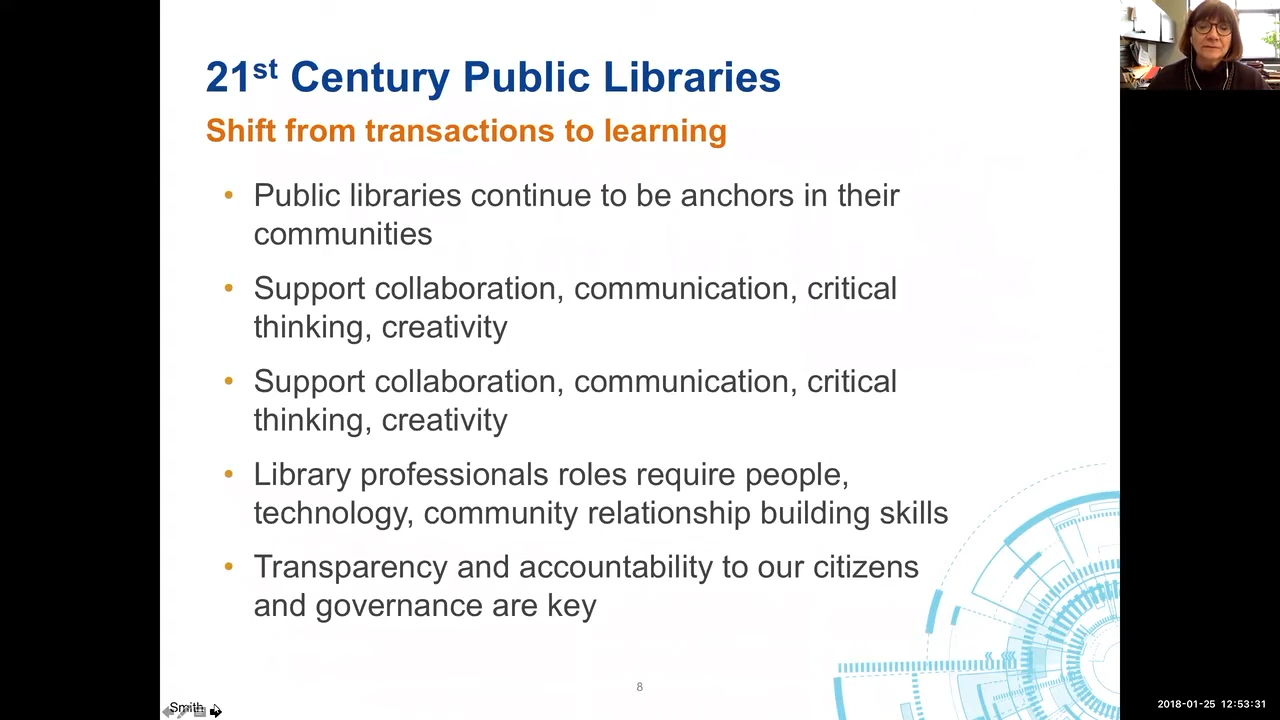 21st Century Public Libraries
Shift from transactions to learning
• Public libraries continue to be anchors in their
communities
• Support collaboration, communication, critical
thinking, creativity
• Support collaboration, communication, critical
thinking, creativity
• Library professionals roles require people,
technology, community relationship building skills
• Transparency and accountability to our citizens
and governance are key
8
Smith
2018-01-25 12:53:31